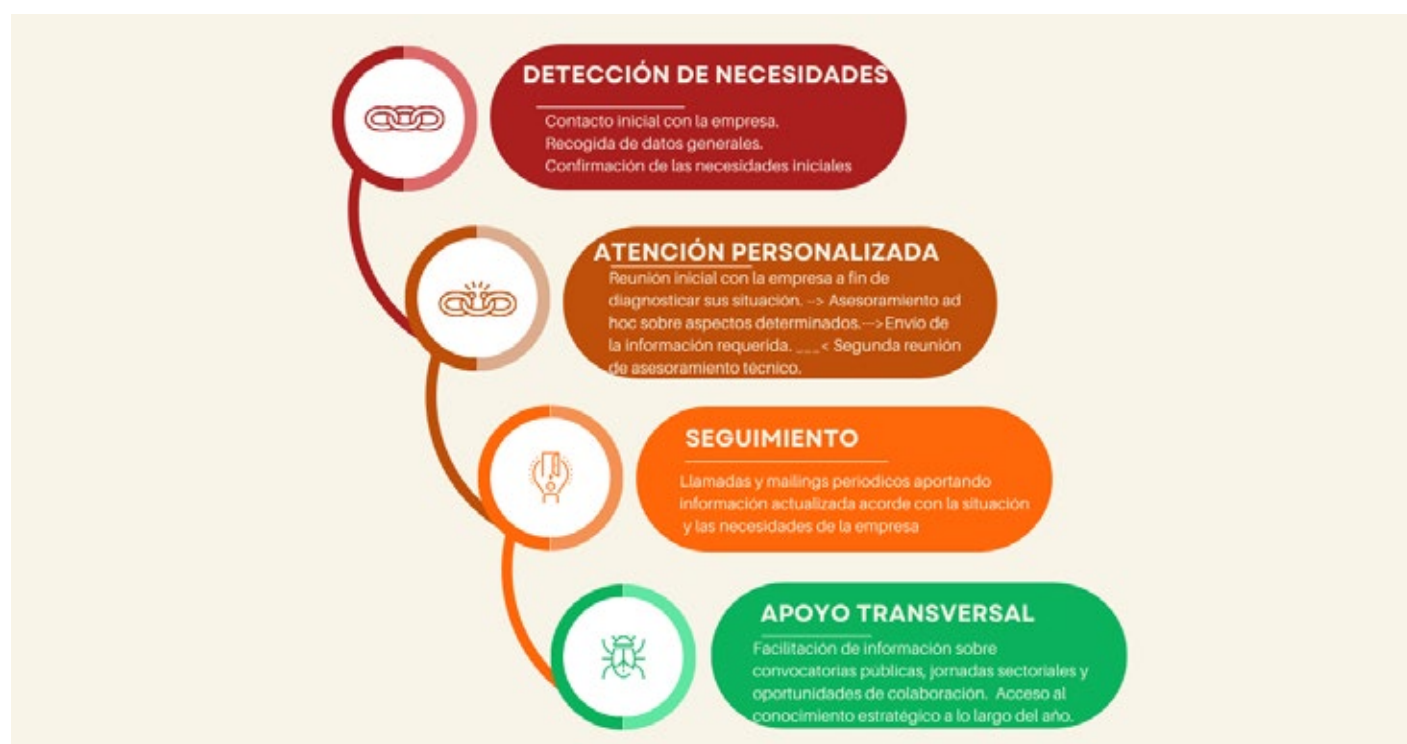 DETECCIÓN DE NECESIDADES
Contacto inicial con la empresa.
Recogida de datos generales.
Confirmación de las necesidades iniciales
ATENCIÓN PERSONALIZADA
Reunión inicial con la empresa a fin de
diagnosticar sus situación. --> Asesoramiento ad
hoc sobre aspectos determinados.-->Envío de
la información requerida. ___< Segunda reunión
de asesoramiento técnico.
SEGUIMIENTO
Llamadas y mailings periodicos aportando
información actualizada acorde con la situación
y las necesidades de la empresa
APOYO TRANSVERSAL
Facilitación de información sobre
convocatorias públicas, jornadas sectoriales y
oportunidades de colaboración. Acceso al
conocimiento estratégico a lo largo del año.